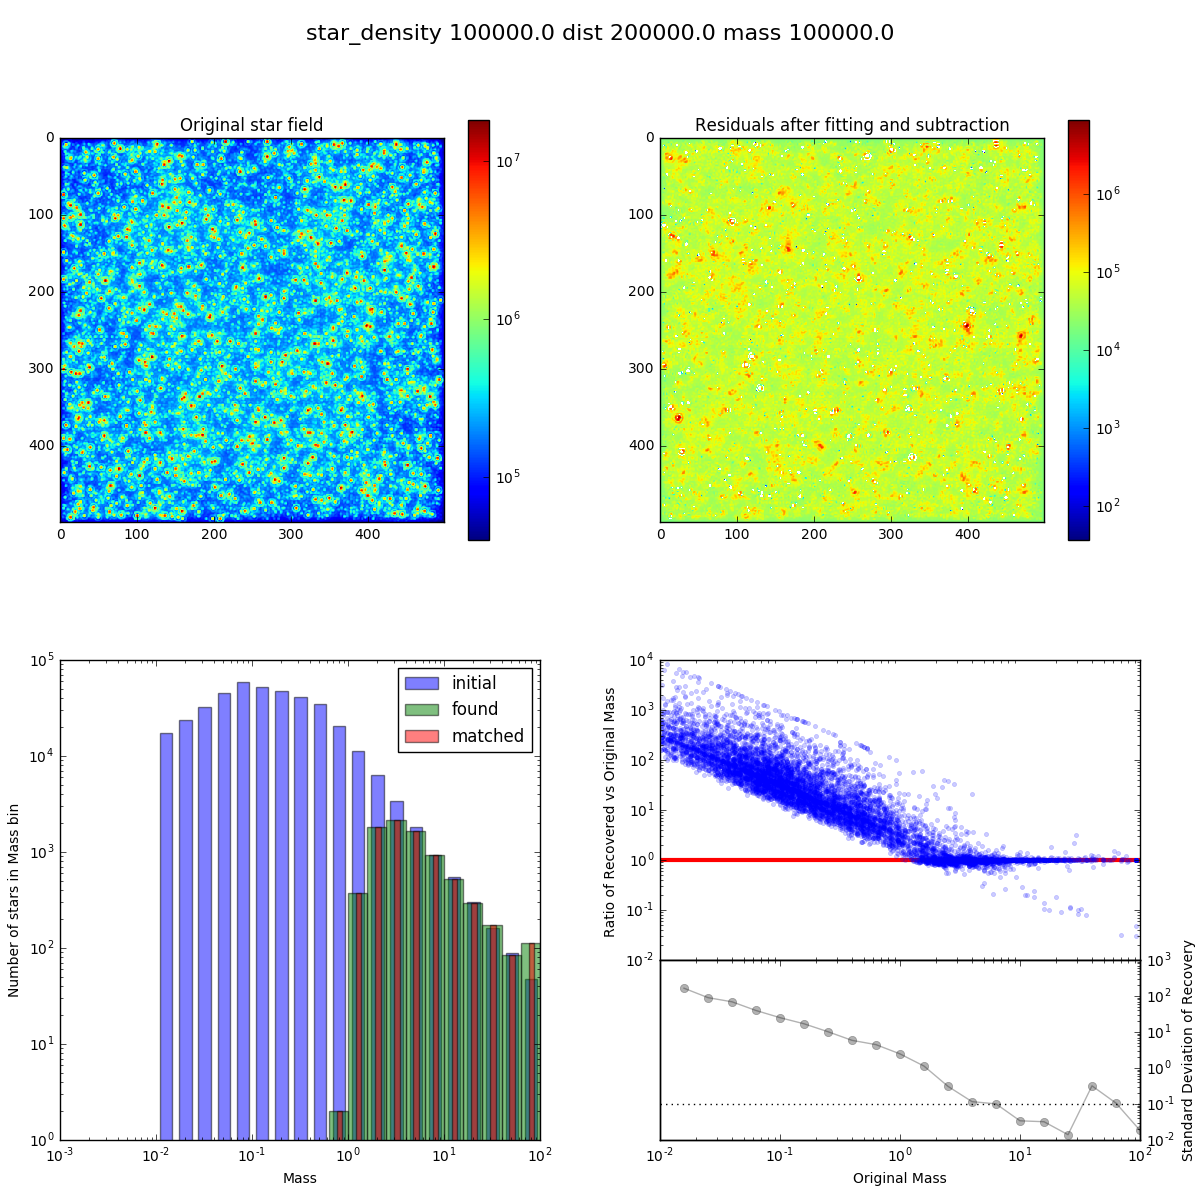 star_density 100000.0 dist 200000.0 mass 100000.0
Original star field
0
100
200
300
400
0 100 200 300 400
10^7
10^6
10^5
Residuals after fitting and subtraction
0
100
200
300
400
0 100 200 300 400
10^6
10^5
10^4
10^3
10^2
Number of stars in Mass bin
10^5
10^4
10^3
10^2
10^1
10^0
initial
found
matched
10^-3 10^-2 10^-1 10^0 10^1 10^2
Mass
Ratio of Recovered vs Original Mass
10^4
10^3
10^2
10^1
10^0
10^-1
10^-2
10^3
10^2
10^1
10^0
10^-1
10^-2
Standard Deviation of Recovery
10^-2 10^-1 10^0 10^1 10^2
Original Mass